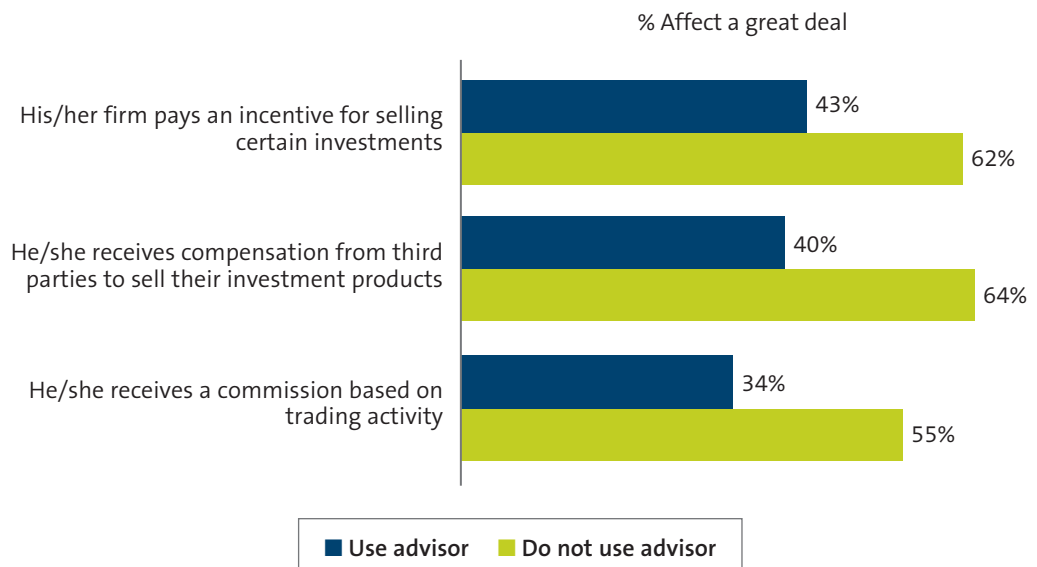 % Affect a great deal
His/her firm pays an incentive for selling
certain investments
43%
62%
He/she receives compensation from third
parties to sell their investment products
40%
64%
He/she receives a commission based on
trading activity
34%
55%
Use advisor Do not use advisor